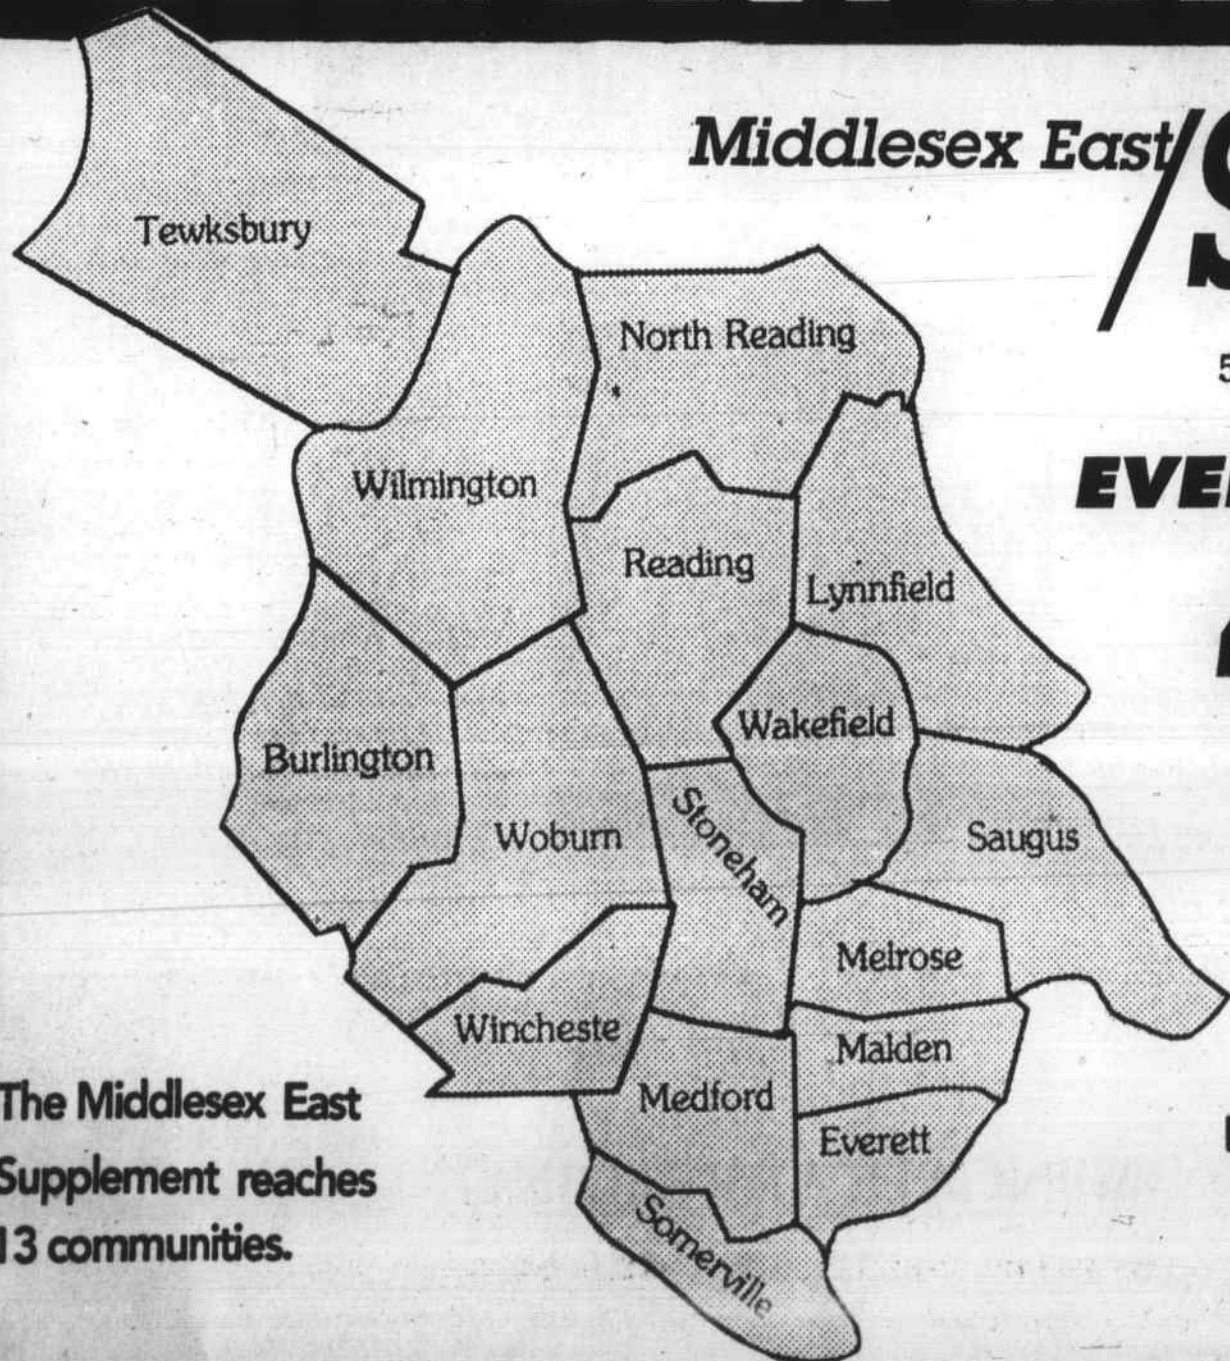 Middlesex East/
5
EVE
Tewksbury
North Reading
Wilmington
Reading
Lynnfield
Wakefield
Burlington
Woburn
Stoneham
Saugus
Melrose
Wincheste
Malden
Medford
Everett
Somerville
The Middlesex East
Supplement reaches
13 communities.